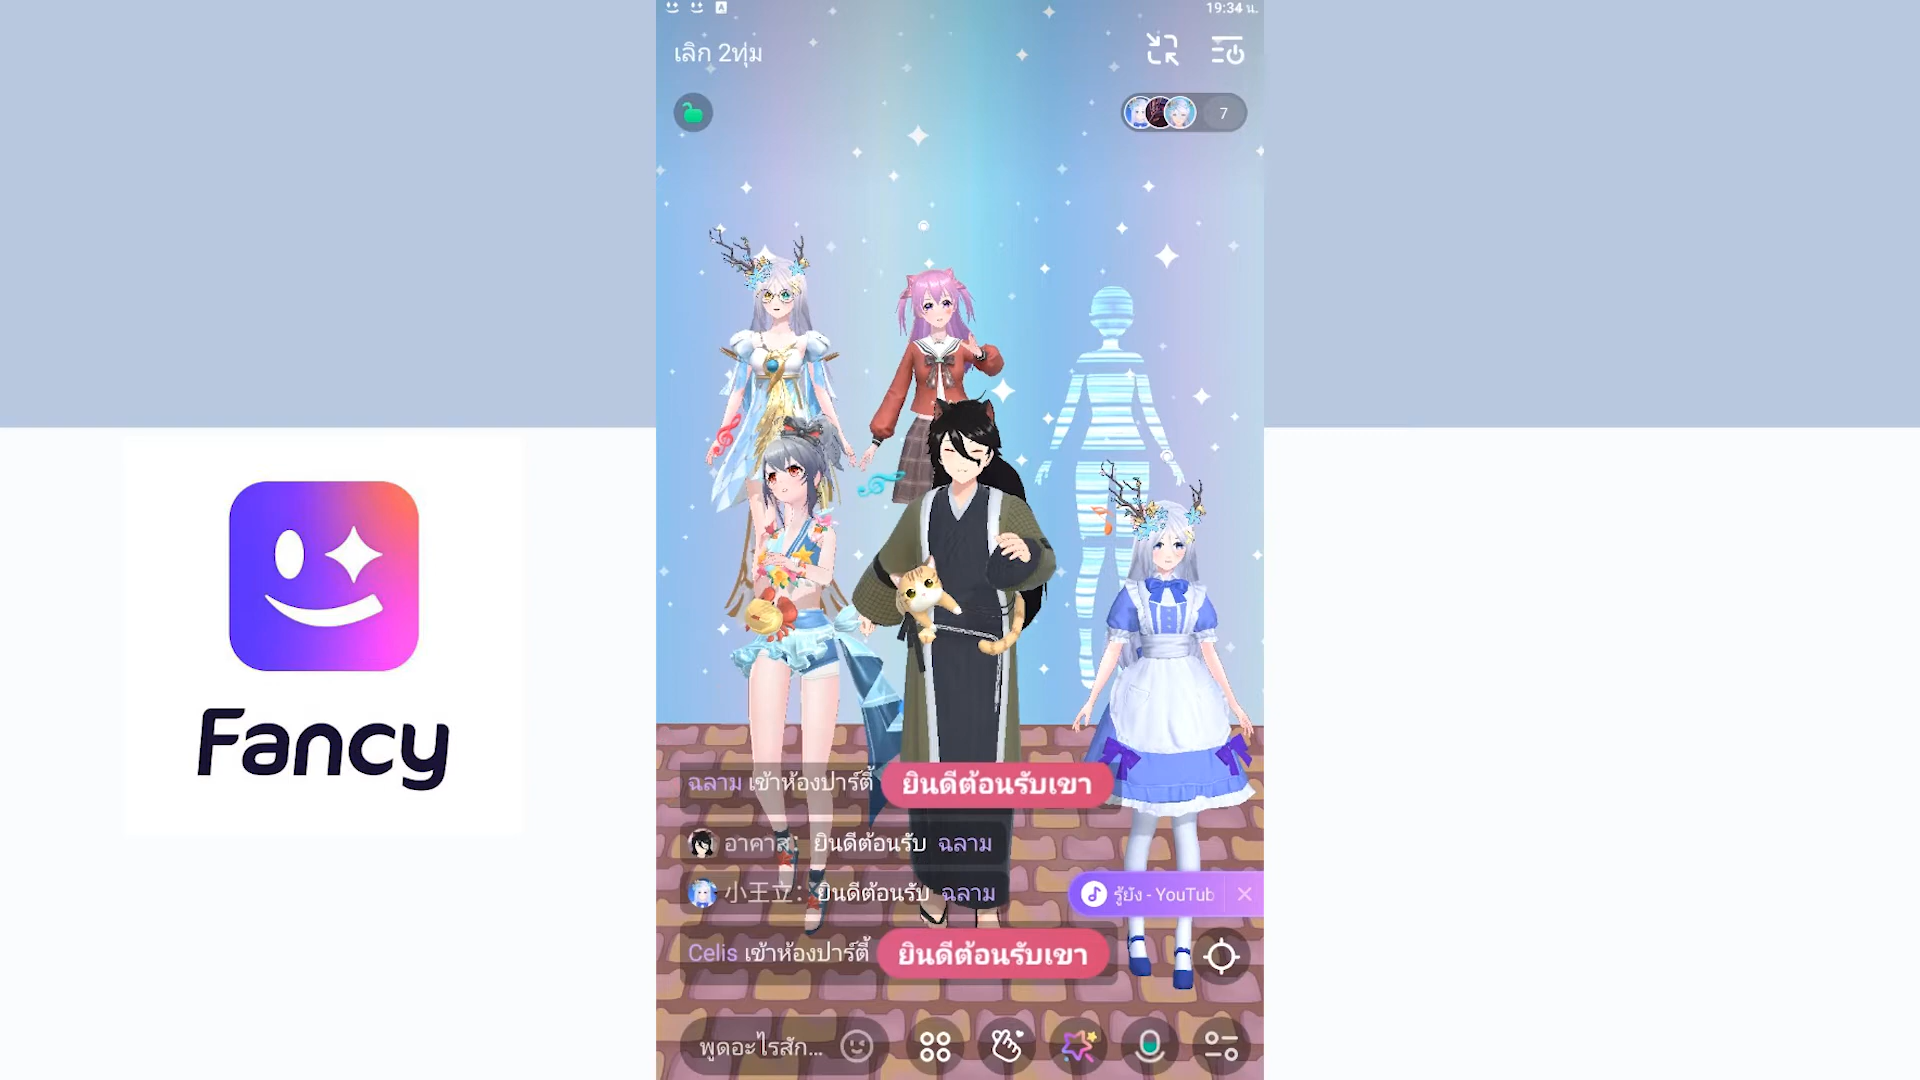 19:34 น.
เลิก 2ทุ่ม
7
ฉลาม เข้าห้องปาร์ตี้ ยินดีต้อนรับเขา
อาคาส: ยินดีต้อนรับ ฉลาม
小王立: ยินดีต้อนรับ ฉลาม
รู้ยัง - YouTub
Celis เข้าห้องปาร์ตี้ ยินดีต้อนรับเขา
พูดอะไรสัก...
Fancy